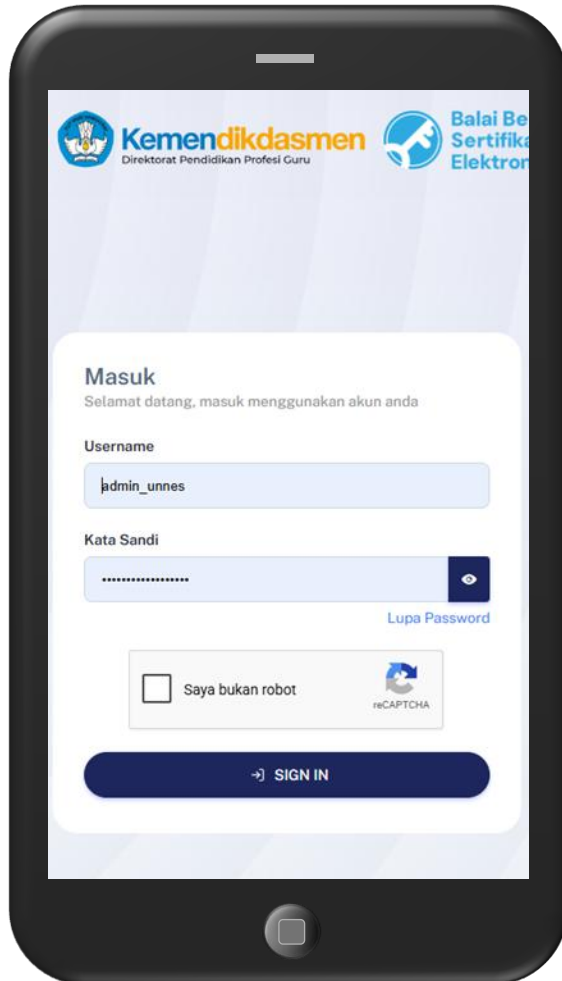 Kemendikdasmen
Direktorat Pendidikan Profesi Guru
Balai Be
Sertifika
Elektron
Masuk
Selamat datang, masuk menggunakan akun anda
Username
admin_unnes
Kata Sandi
••••••••••••••••••
Lupa Password
Saya bukan robot
reCAPTCHA
SIGN IN